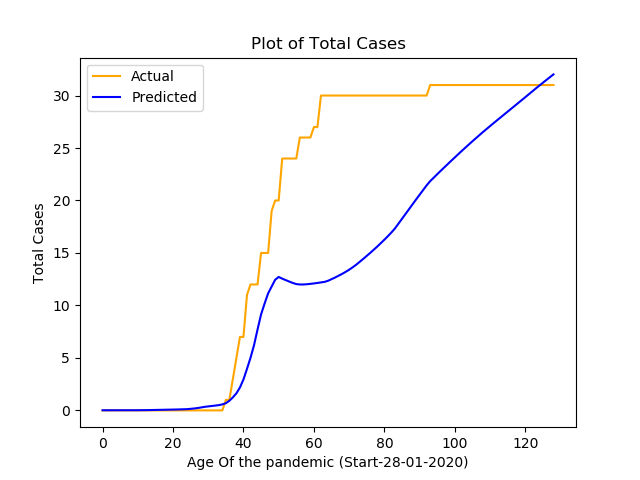 Plot of Total Cases
Actual
Predicted
30
25
20
15
10
5
0
Total Cases
0 20 40 60 80 100 120
Age Of the pandemic (Start-28-01-2020)